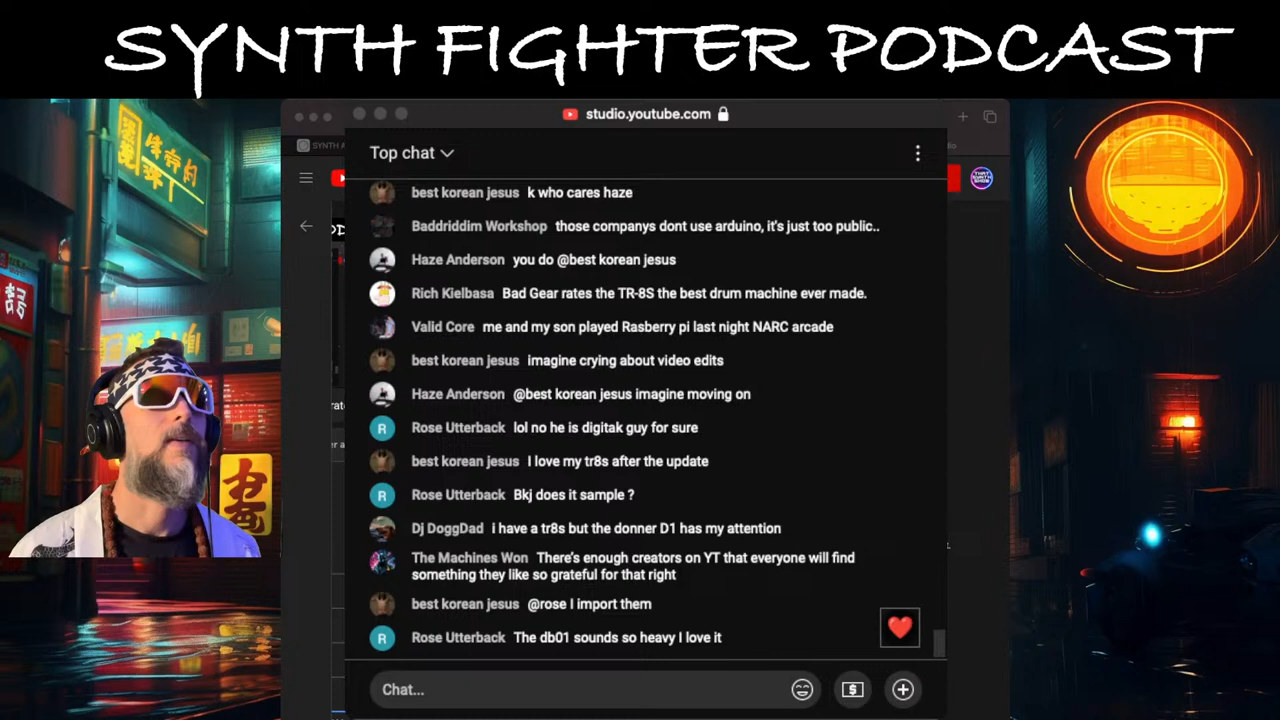 SYNTH FIGHTER PODCAST
studio.youtube.com
SYNTH
Top chat
THAT SYNTH SHOW
best korean jesus k who cares haze
Baddriddim Workshop those companys dont use arduino, it's just too public..
Haze Anderson you do @best korean jesus
Rich Kielbasa Bad Gear rates the TR-8S the best drum machine ever made.
Valid Core me and my son played Rasberry pi last night NARC arcade
best korean jesus imagine crying about video edits
Haze Anderson @best korean jesus imagine moving on
R Rose Utterback lol no he is digitak guy for sure
best korean jesus I love my tr8s after the update
R Rose Utterback Bkj does it sample ?
Dj DoggDad i have a tr8s but the donner D1 has my attention
The Machines Won There's enough creators on YT that everyone will find
something they like so grateful for that right
best korean jesus @rose I import them
R Rose Utterback The db01 sounds so heavy I love it
Chat...
$